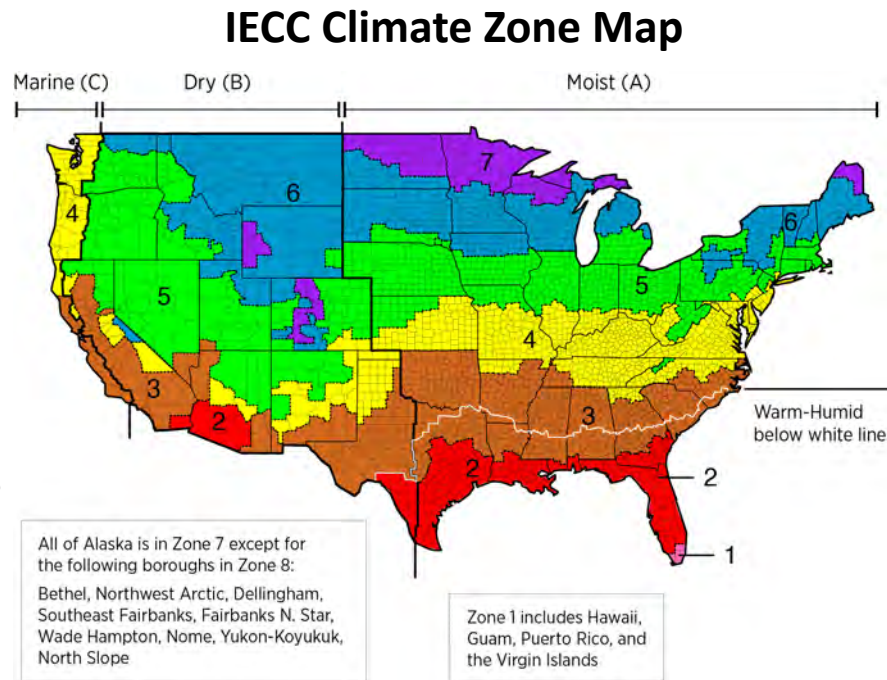 IECC Climate Zone Map
Marine (C)
Dry (B)
Moist (A)
7
6
4
6
5
5
4
3
3
2
Warm-Humid
below white line
2
2
1
All of Alaska is in Zone 7 except for
the following boroughs in Zone 8:
Bethel, Northwest Arctic, Dellingham,
Southeast Fairbanks, Fairbanks N. Star,
Wade Hampton, Nome, Yukon-Koyukuk,
North Slope
Zone 1 includes Hawaii,
Guam, Puerto Rico, and
the Virgin Islands